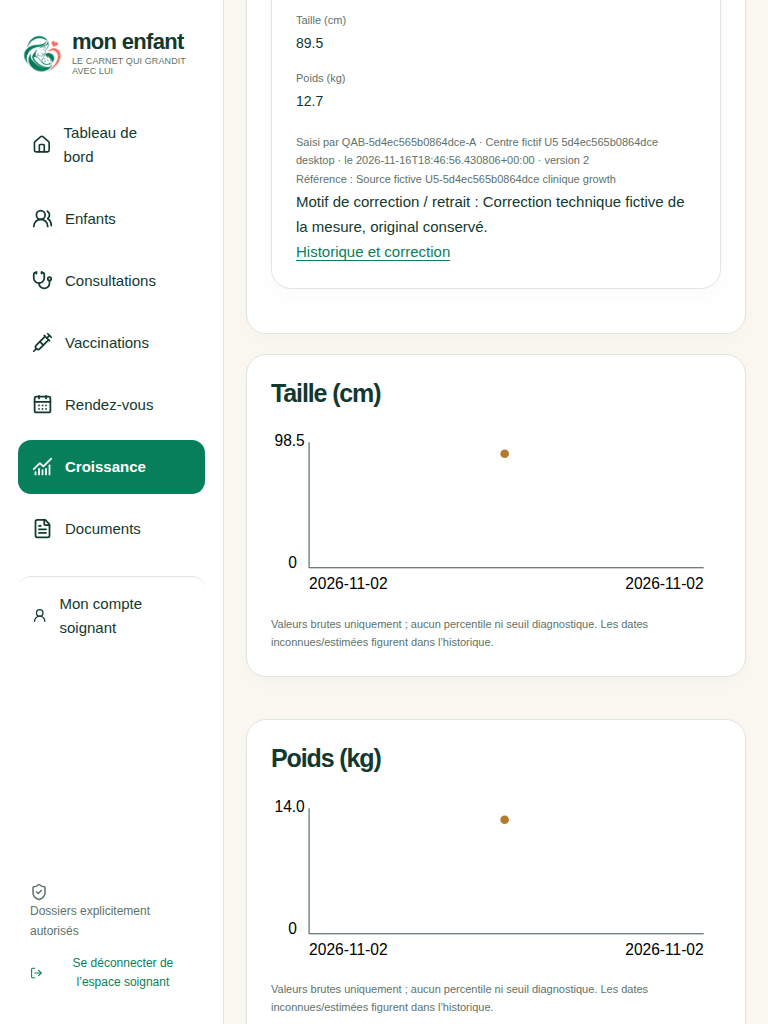 mon enfant
LE CARNET QUI GRANDIT
AVEC LUI
Tableau de
bord
Enfants
Consultations
Vaccinations
Rendez-vous
Croissance
Documents
Mon compte
soignant
Dossiers explicitement
autorisés
Se déconnecter de
l’espace soignant
Taille (cm)
89.5
Poids (kg)
12.7
Saisi par QAB-5d4ec565b0864dce-A · Centre fictif U5 5d4ec565b0864dce
desktop · le 2026-11-16T18:46:56.430806+00:00 · version 2
Référence : Source fictive U5-5d4ec565b0864dce clinique growth
Motif de correction / retrait : Correction technique fictive de
la mesure, original conservé.
Historique et correction
Taille (cm)
98.5
0
2026-11-02 2026-11-02
Valeurs brutes uniquement ; aucun percentile ni seuil diagnostique. Les dates
inconnues/estimées figurent dans l’historique.
Poids (kg)
14.0
0
2026-11-02 2026-11-02
Valeurs brutes uniquement ; aucun percentile ni seuil diagnostique. Les dates
inconnues/estimées figurent dans l’historique.